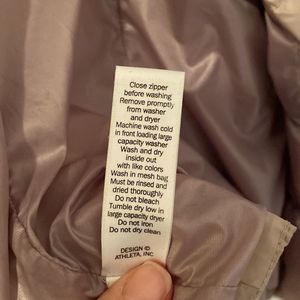 Close zipper
before washing
Remove promptly
from washer
and dryer
Machine wash cold
in front loading large
capacity washer
Wash and dry
inside out
with like colors
Wash in mesh bag
Must be rinsed and
dried thoroughly
Do not bleach
Tumble dry low in
large capacity dryer
Do not iron
Do not dry clean
DESIGN ©
ATHLETA, INC